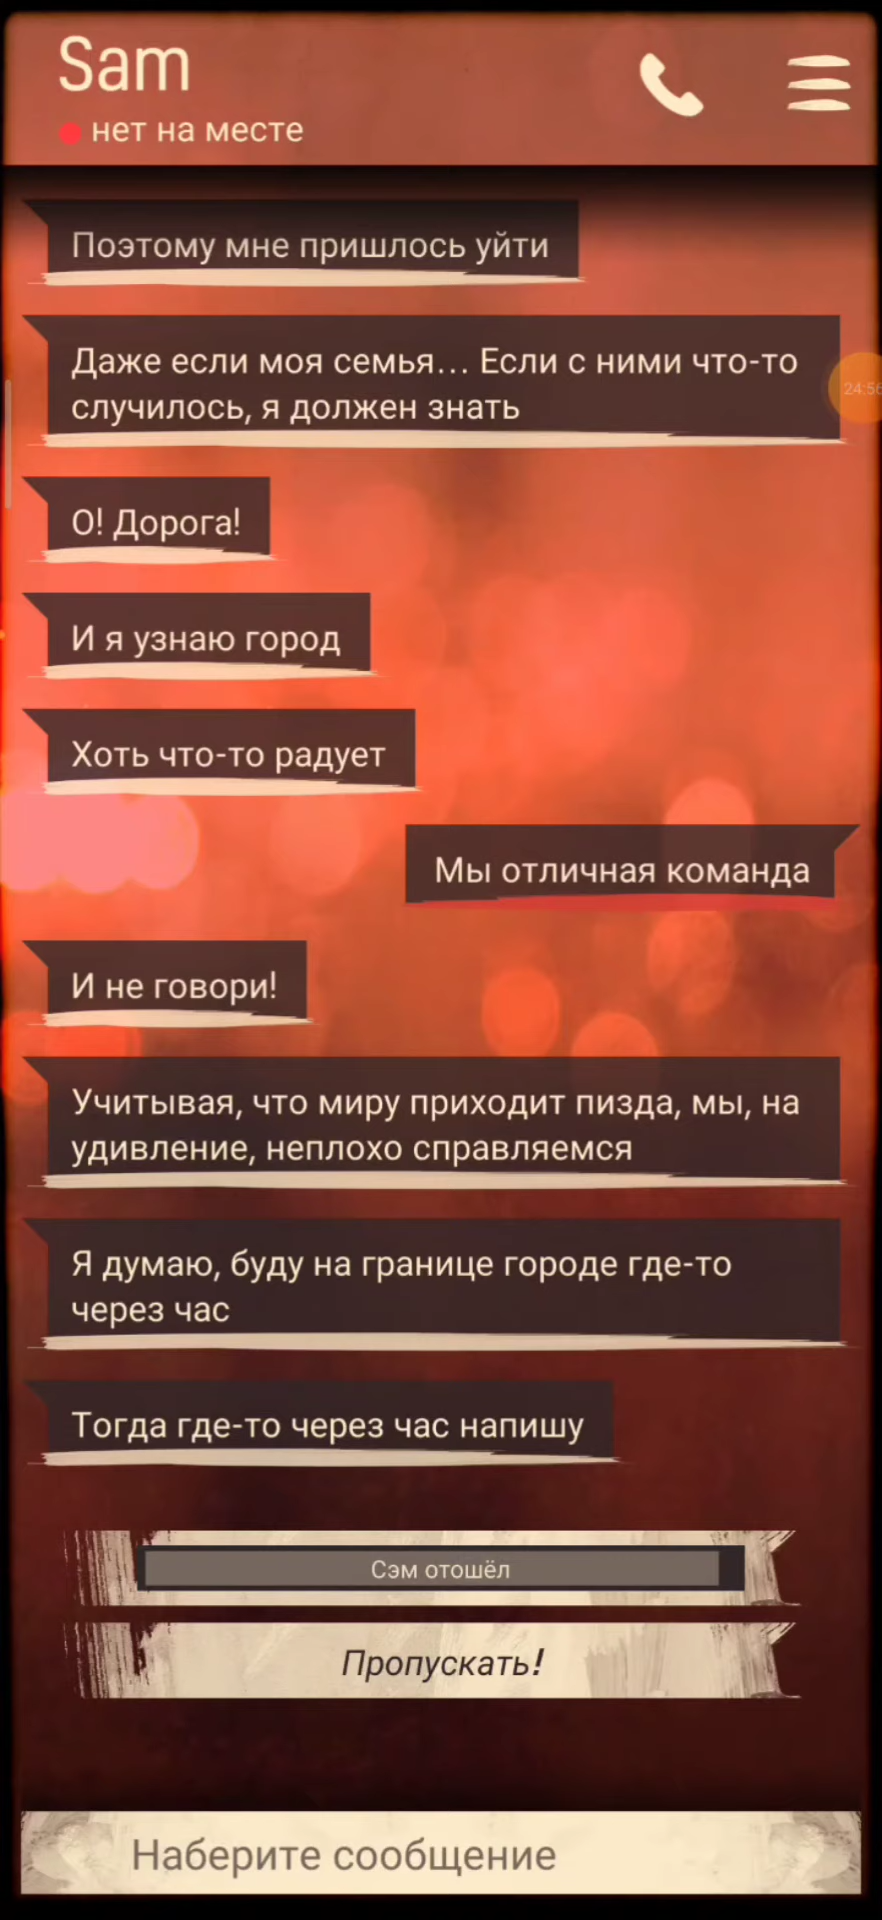 Sam
нет на месте
Поэтому мне пришлось уйти
Даже если моя семья... Если с ними что-то
случилось, я должен знать
24:56
О! Дорога!
И я узнаю город
Хоть что-то радует
Мы отличная команда
И не говори!
Учитывая, что миру приходит пизда, мы, на
удивление, неплохо справляемся
Я думаю, буду на границе городе где-то
через час
Тогда где-то через час напишу
Сэм отошёл
Пропускать!
Наберите сообщение